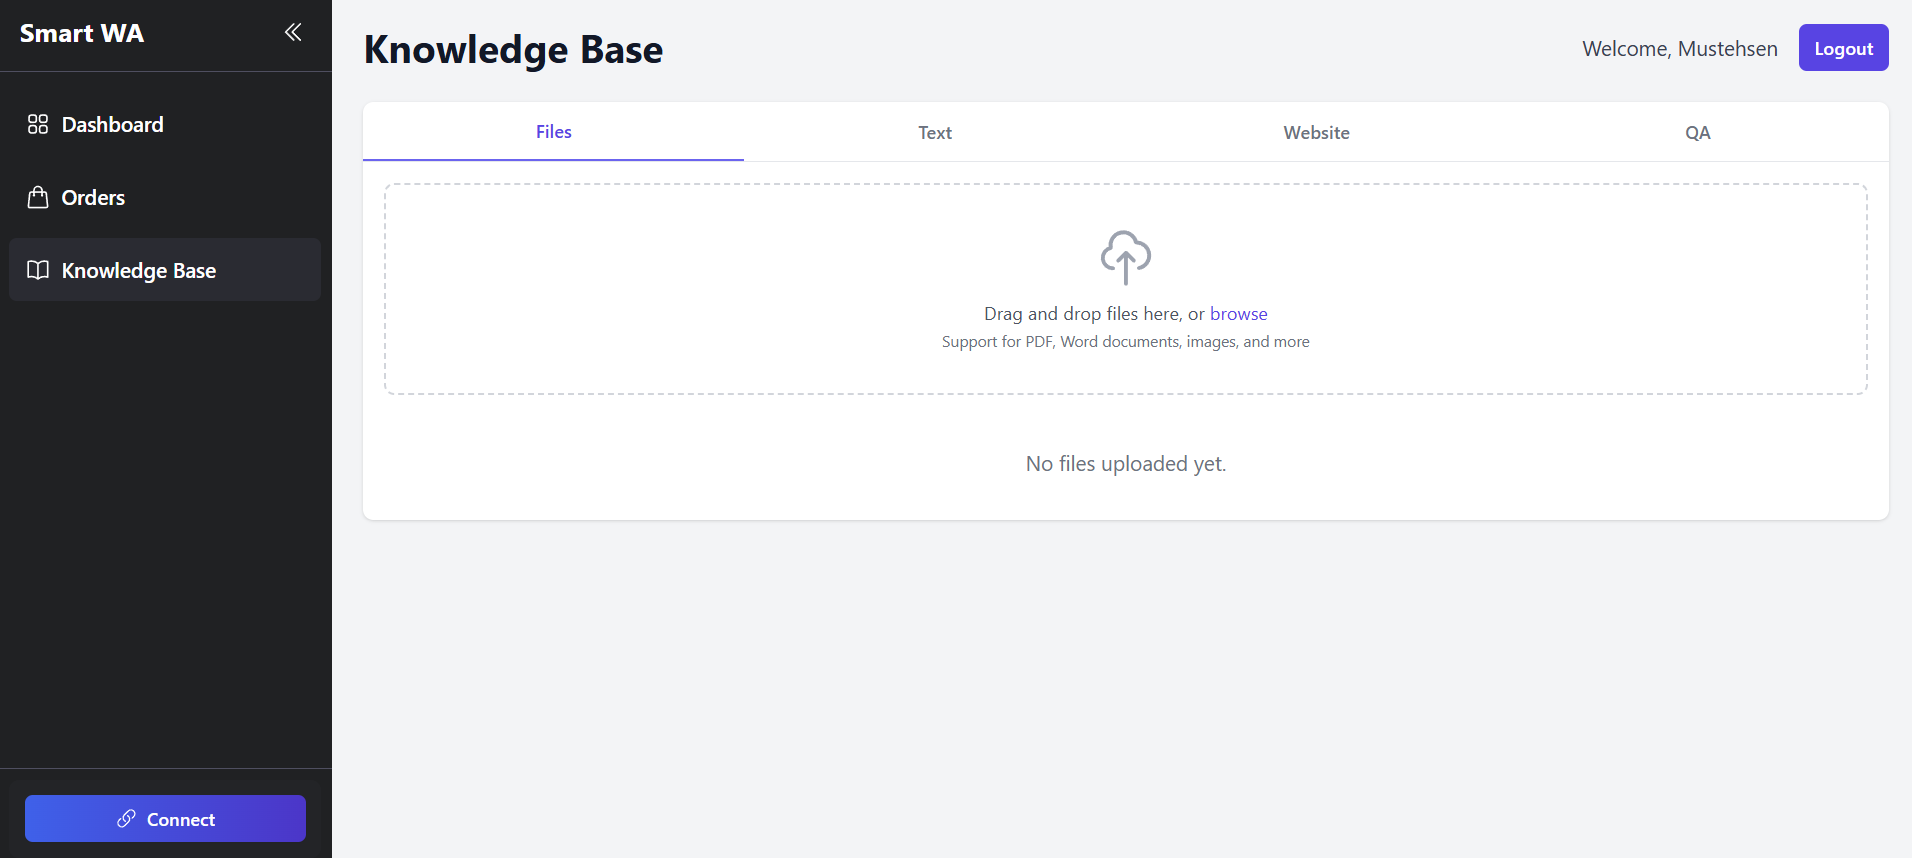 Smart WA
Dashboard
Orders
Knowledge Base
Connect
Knowledge Base
Welcome, Mustehsen
Logout
Files
Text
Website
QA
Drag and drop files here, or browse
Support for PDF, Word documents, images, and more
No files uploaded yet.